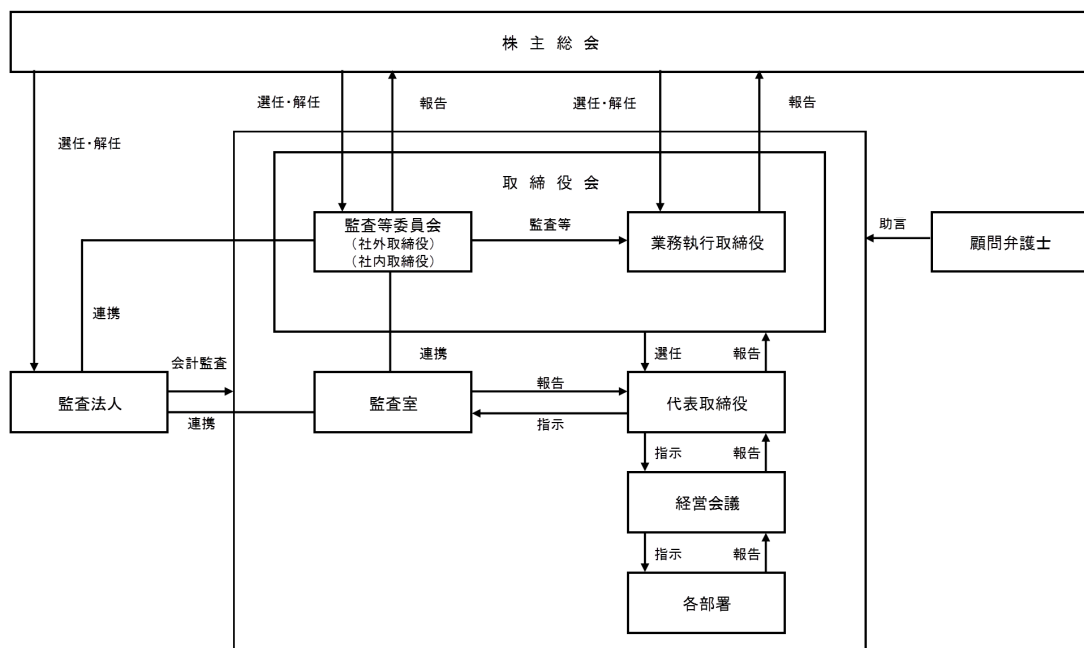 株主総会
選任・解任
報告
選任・解任
報告
選任・解任
取締役会
監査等委員会
(社外取締役)
(社内取締役)
監査等
業務執行取締役
助言
顧問弁護士
連携
連携
選任
報告
会計監査
監査法人
連携
監査室
報告
指示
代表取締役
指示
報告
経営会議
指示
報告
各部署